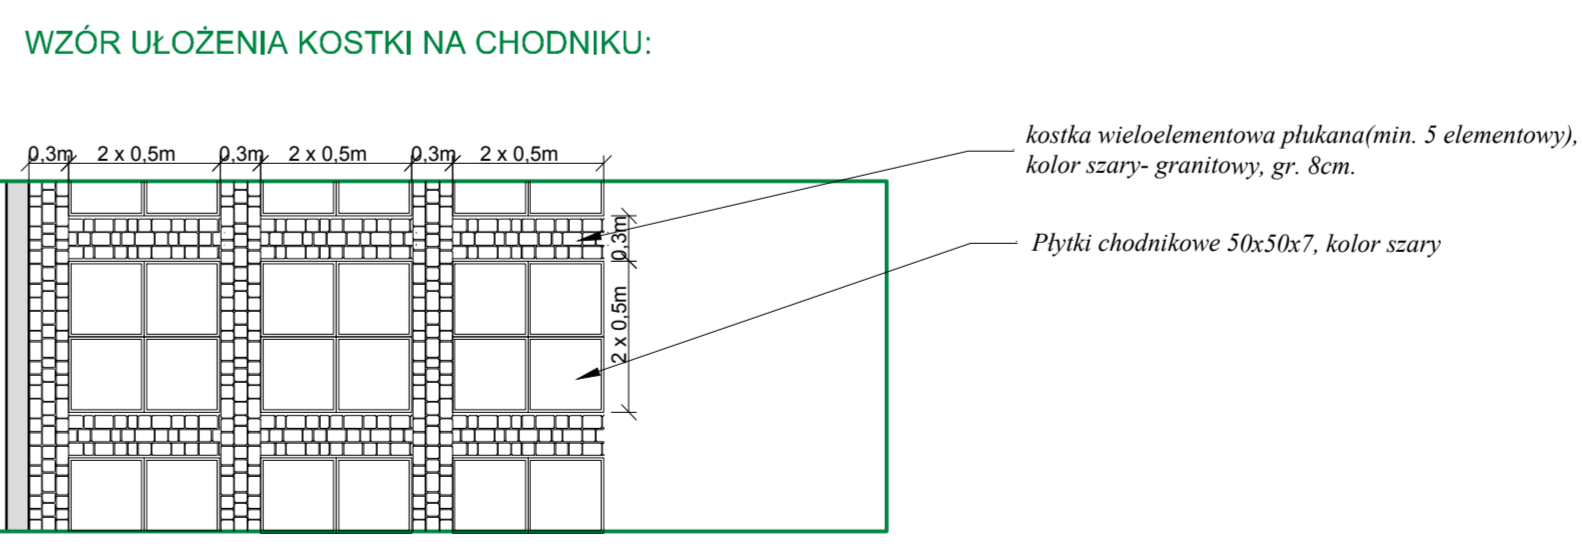 WZÓR UŁOŻENIA KOSTKI NA CHODNIKU:
kostka wieloelementowa płukana(min. 5 elementowy),
kolor szary- granitowy, gr. 8cm.
0,3m 2 x 0,5m 0,3m 2 x 0,5m 0,3m 2 x 0,5m
0,3m
Płytki chodnikowe 50x50x7, kolor szary
2 x 0,5m